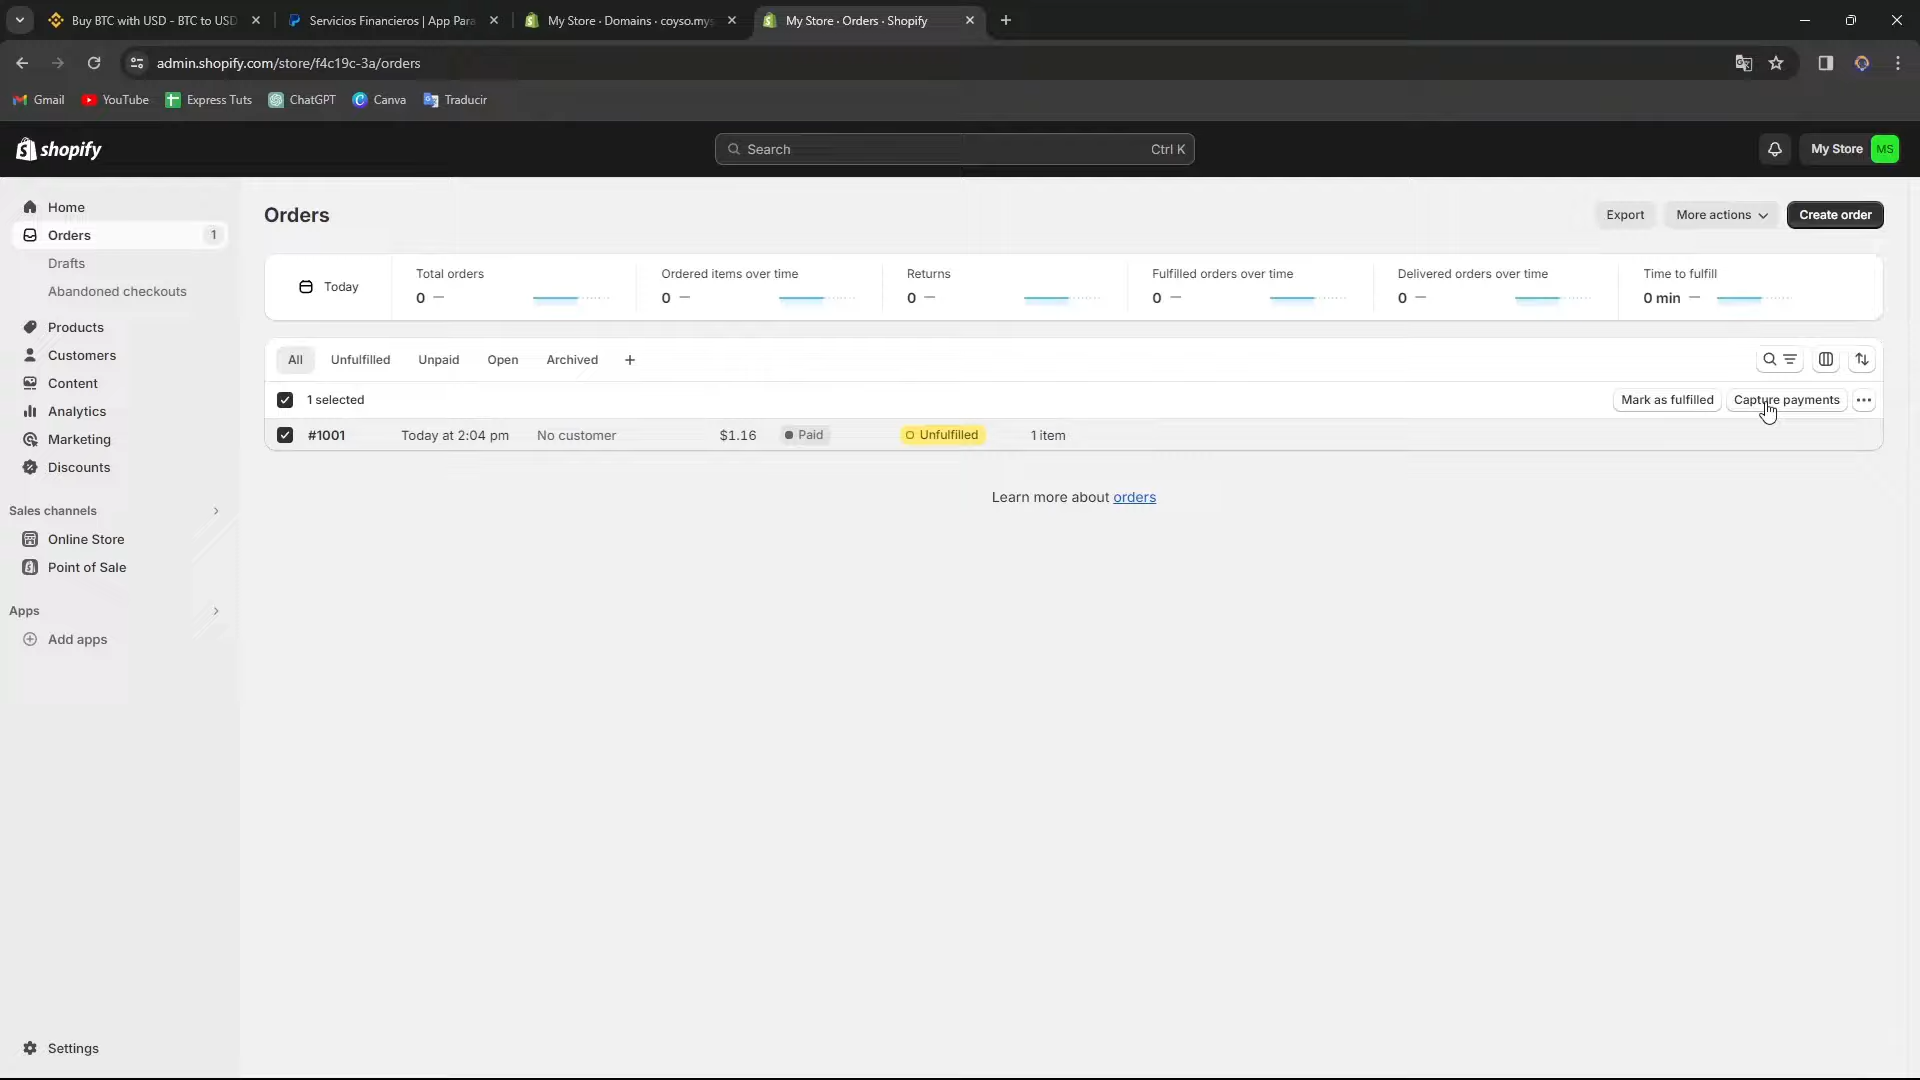 Buy BTC with USD - BTC to USD
Servicios Financieros | App Para
My Store · Domains · coyso.mys
My Store · Orders · Shopify
admin.shopify.com/store/f4c19c-3a/orders
Gmail
YouTube
Express Tuts
ChatGPT
Canva
Traducir
shopify
Search
Ctrl K
My Store
MS
Home
Orders
1
Drafts
Abandoned checkouts
Products
Customers
Content
Analytics
Marketing
Discounts
Sales channels
Online Store
Point of Sale
Apps
Add apps
Settings
Orders
Export
More actions
Create order
Today
Total orders
0 —
Ordered items over time
0 —
Returns
0 —
Fulfilled orders over time
0 —
Delivered orders over time
0 —
Time to fulfill
0 min —
All
Unfulfilled
Unpaid
Open
Archived
+
1 selected
Mark as fulfilled
Capture payments
#1001 Today at 2:04 pm No customer $1.16 Paid Unfulfilled 1 item
Learn more about orders